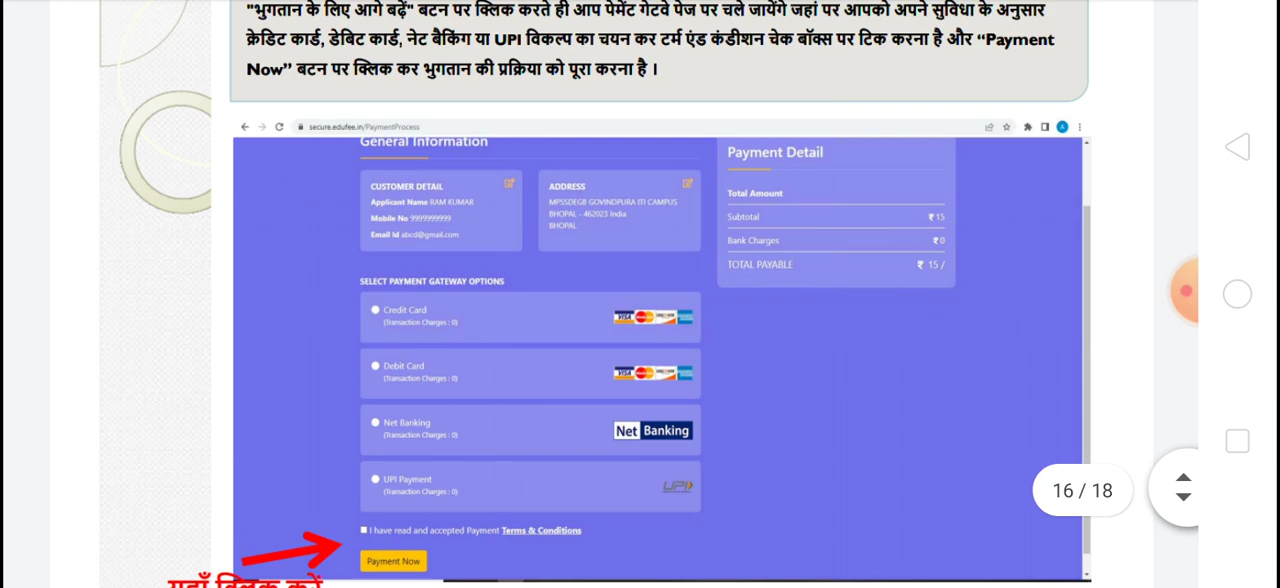 "भुगतान के लिए आगे बढ़ें" बटन पर क्लिक करते ही आप पेमेंट गेटवे पेज पर चले जायेंगे जहां पर आपको अपने सुविधा के अनुसार
क्रेडिट कार्ड, डेबिट कार्ड, नेट बैकिंग या UPI विकल्प का चयन कर टर्म एंड कंडीशन चेक बॉक्स पर टिक करना है और “Payment
Now” बटन पर क्लिक कर भुगतान की प्रक्रिया को पूरा करना है ।
secure.edufee.in/PaymentProcess
General Information
CUSTOMER DETAIL
Applicant Name RAM KUMAR
Mobile No 9999999999
Email Id abcd@gmail.com
ADDRESS
MPSSDEGB GOVINDPURA ITI CAMPUS
BHOPAL - 462023 India
BHOPAL
Payment Detail
Total Amount
Subtotal ₹ 15
Bank Charges ₹ 0
TOTAL PAYABLE ₹ 15 /
SELECT PAYMENT GATEWAY OPTIONS
Credit Card
(Transaction Charges : 0)
VISA
Debit Card
(Transaction Charges : 0)
VISA
Net Banking
(Transaction Charges : 0)
Net Banking
UPI Payment
(Transaction Charges : 0)
UPI
I have read and accepted Payment Terms & Conditions
Payment Now
यहाँ क्लिक करें
16 / 18